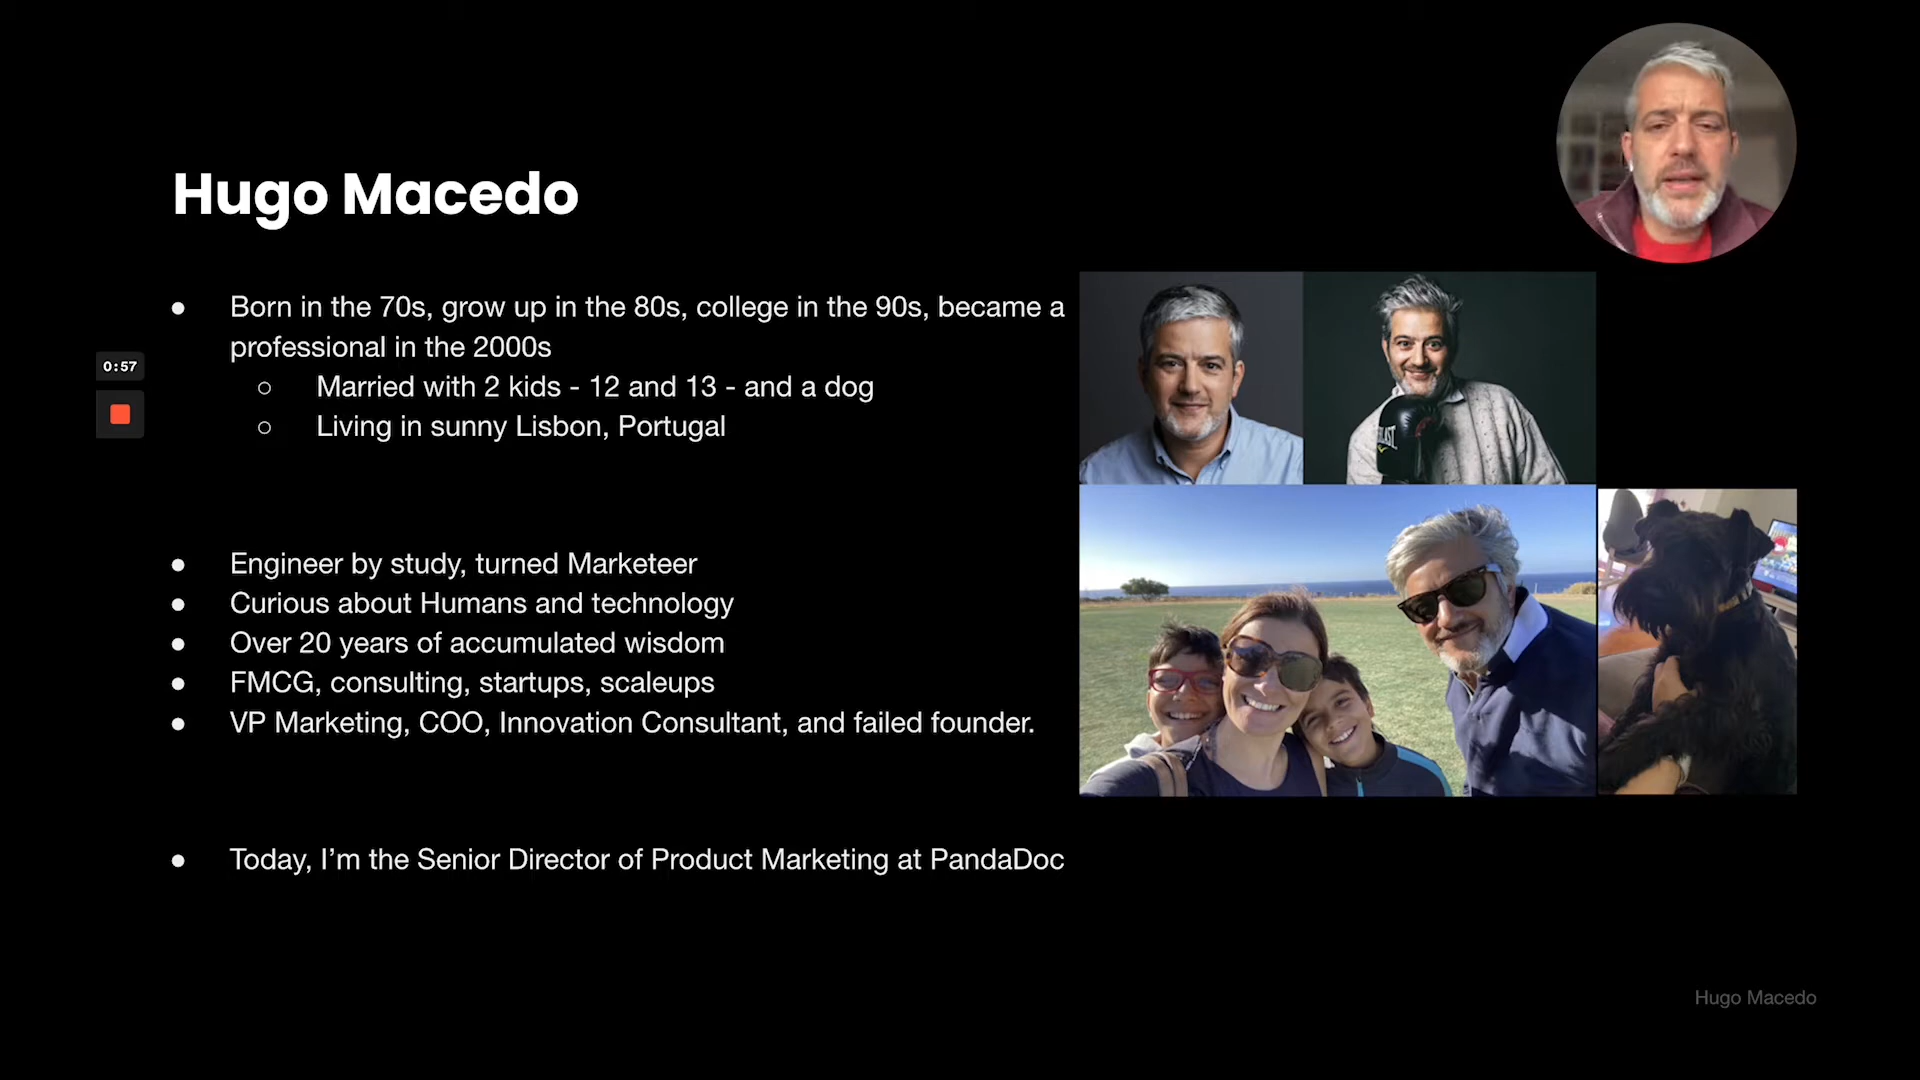 Hugo Macedo
● Born in the 70s, grow up in the 80s, college in the 90s, became a
professional in the 2000s
○ Married with 2 kids - 12 and 13 - and a dog
○ Living in sunny Lisbon, Portugal
0:57
● Engineer by study, turned Marketeer
● Curious about Humans and technology
● Over 20 years of accumulated wisdom
● FMCG, consulting, startups, scaleups
● VP Marketing, COO, Innovation Consultant, and failed founder.
● Today, I’m the Senior Director of Product Marketing at PandaDoc
Hugo Macedo